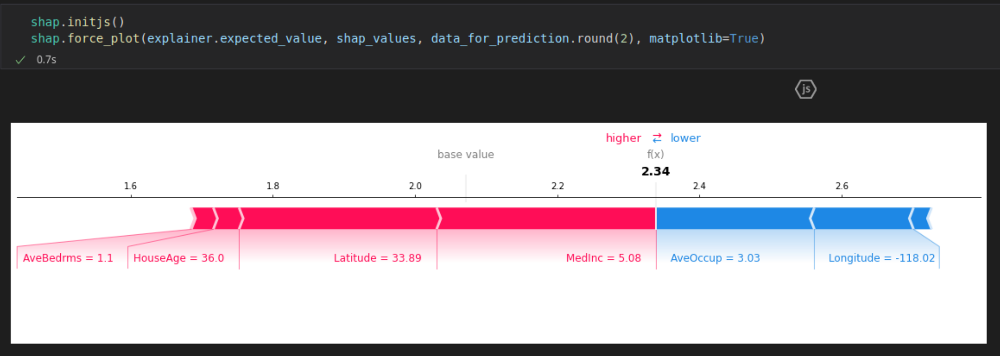 shap.initjs()
shap.force_plot(explainer.expected_value, shap_values, data_for_prediction.round(2), matplotlib=True)
✓ 0.7s
js
higher ⇄ lower
base value f(x)
2.34
1.6 1.8 2.0 2.2 2.4 2.6
AveBedrms = 1.1 HouseAge = 36.0 Latitude = 33.89 MedInc = 5.08 AveOccup = 3.03 Longitude = -118.02